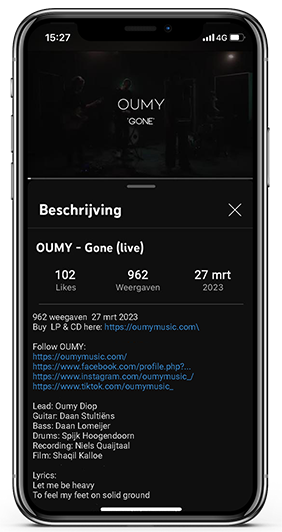 15:27
4G
OUMY
'GONE'
Beschrijving
OUMY - Gone (live)
102 962 27 mrt
Likes Weergaven 2023
962 weegaven 27 mrt 2023
Buy LP & CD here: https://oumymusic.com\
Follow OUMY:
https://oumymusic.com/
https://www.facebook.com/profile.php?...
https://www.instagram.com/oumymusic_/
https://www.tiktok.com/oumymusic_
Lead: Oumy Diop
Guitar: Daan Stultiëns
Bass: Daan Lomeijer
Drums: Spijk Hoogendoorn
Recording: Niels Quaijtaal
Film: Shaqil Kalloe
Lyrics:
Let me be heavy
To feel my feet on solid ground